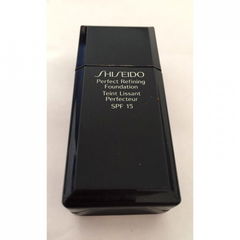 SHISEIDO
Perfect Refining
Foundation
Teint Lissant
Perfecteur
SPF 15